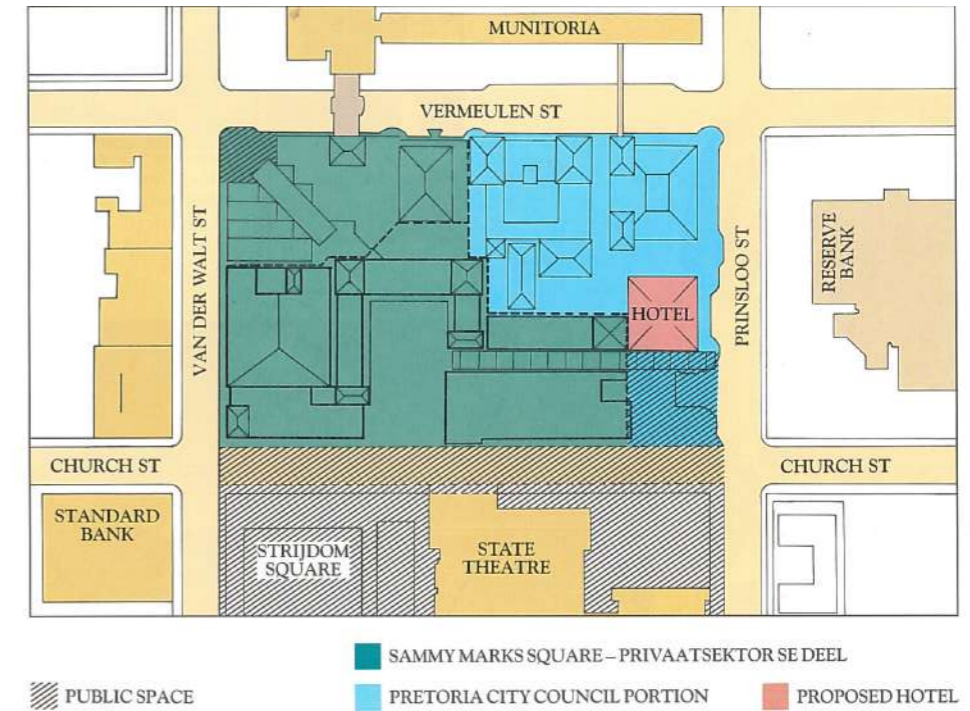 MUNITORIA
VERMEULEN ST
VAN DER WALT ST
PRINSLOO ST
RESERVE
BANK
HOTEL
CHURCH ST
CHURCH ST
STANDARD
BANK
STRIJDOM
SQUARE
STATE
THEATRE
SAMMY MARKS SQUARE – PRIVAATSEKTOR SE DEEL
PUBLIC SPACE
PRETORIA CITY COUNCIL PORTION
PROPOSED HOTEL